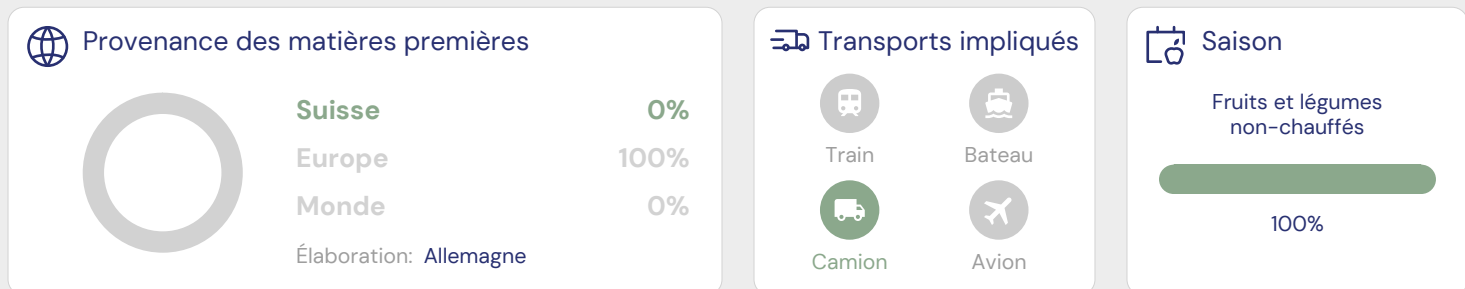 Provenance des matières premières
Suisse 0%
Europe 100%
Monde 0%
Élaboration: Allemagne
Transports impliqués
Train Bateau
Camion Avion
Saison
Fruits et légumes
non-chauffés
100%